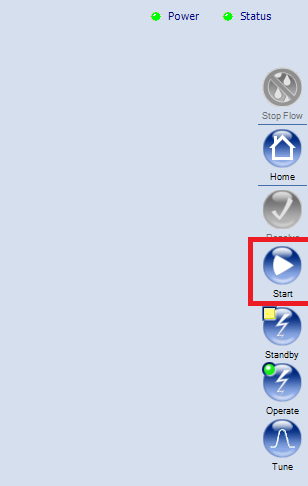 Power Status
Stop Flow
Home
Start
Standby
Operate
Tune